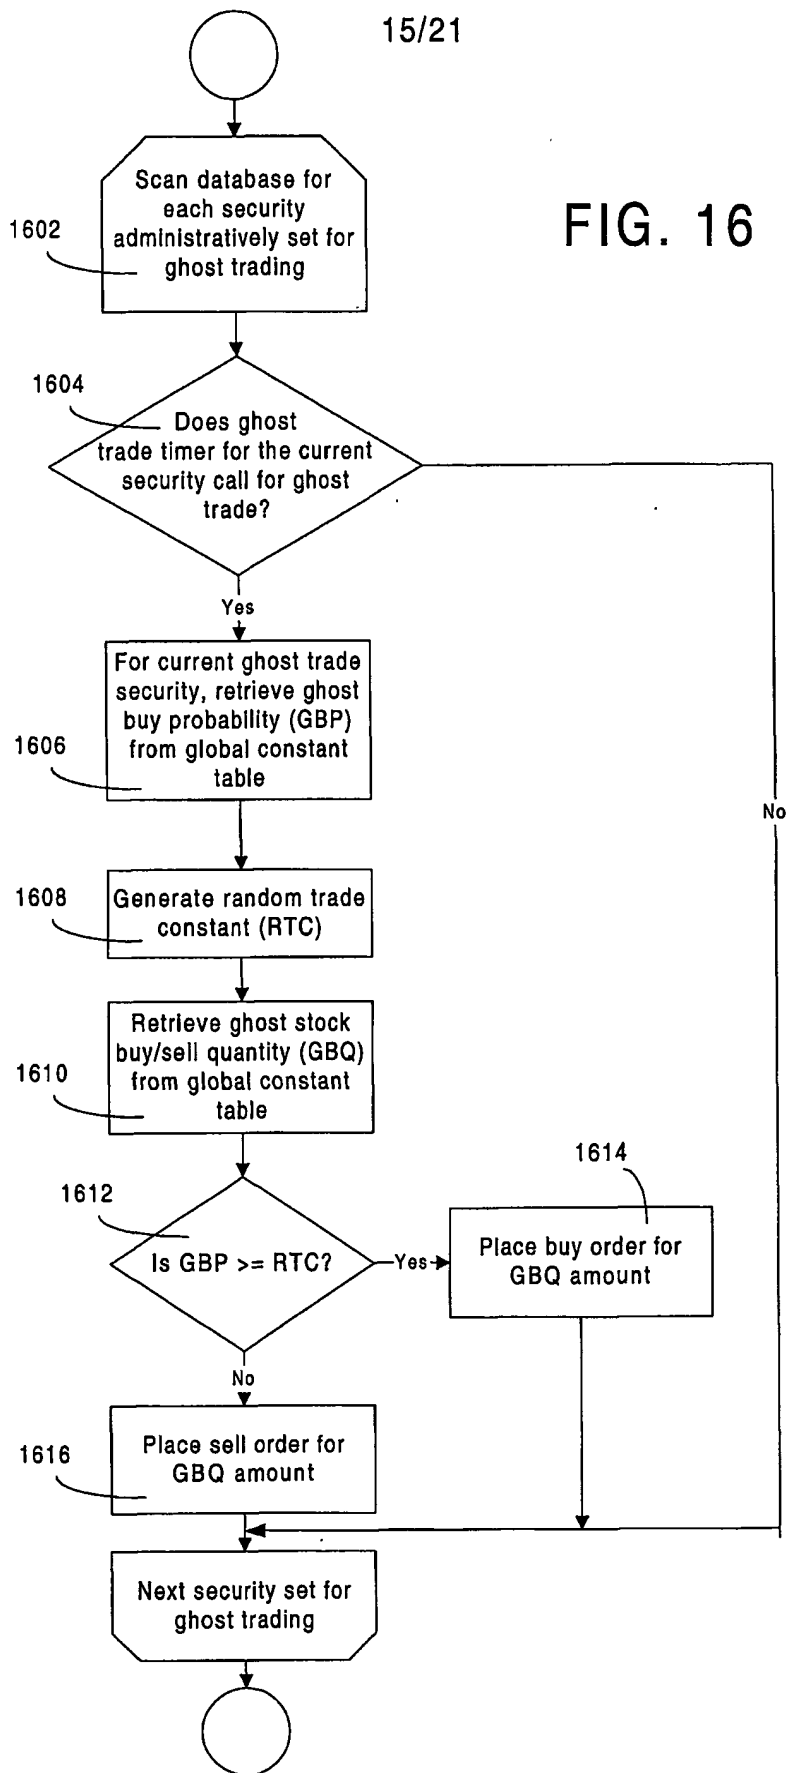 15/21
FIG. 16
Scan database for
each security
administratively set for
ghost trading
1602
1604
Does ghost
trade timer for the current
security call for ghost
trade?
Yes
No
For current ghost trade
security, retrieve ghost
buy probability (GBP)
from global constant
table
1606
1608
Generate random trade
constant (RTC)
Retrieve ghost stock
buy/sell quantity (GBQ)
from global constant
table
1610
1612
Is GBP >= RTC?
Yes
1614
Place buy order for
GBQ amount
No
Place sell order for
GBQ amount
1616
Next security set for
ghost trading